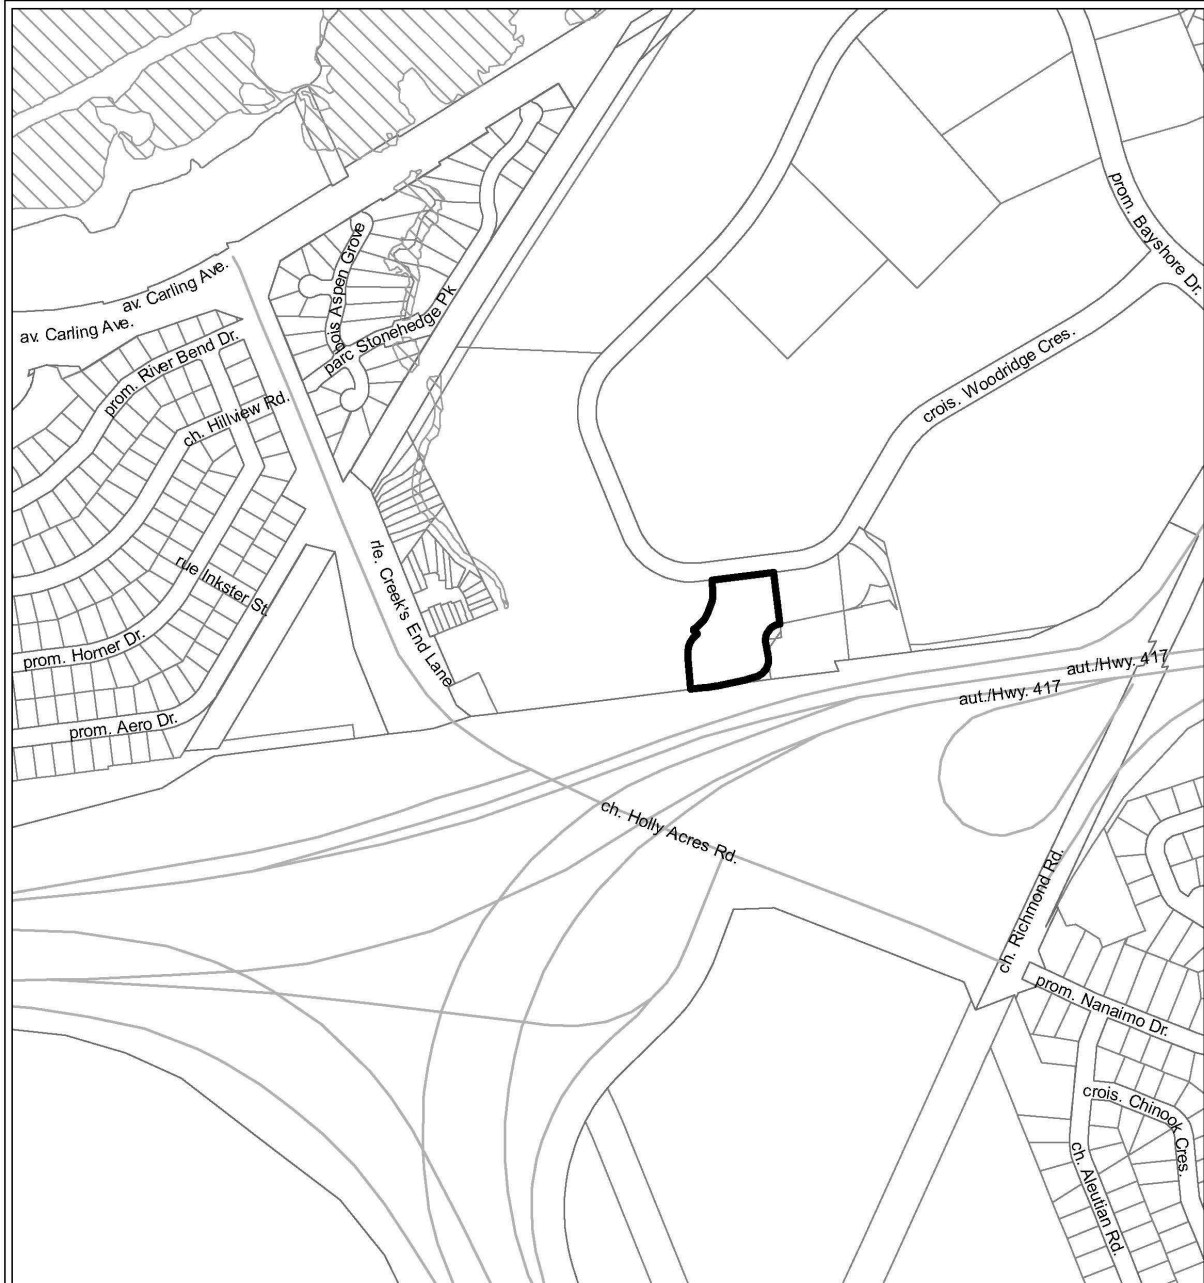 prom. Bayshore Dr.
crois Aspen Grove
av. Carling Ave.
av. Carling Ave.
parc Stonehedge Pk
prom. River Bend Dr.
crois. Woodridge Cres.
ch. Hillview Rd.
rue Inkster St.
rle. Creek's End Lane
prom. Homer Dr.
aut./Hwy. 417
aut./Hwy. 417
prom. Aero Dr.
ch. Holly Acres Rd.
ch. Richmond Rd.
prom. Nanaimo Dr.
crois. Chinook Cres.
ch. Aleutian Rd.